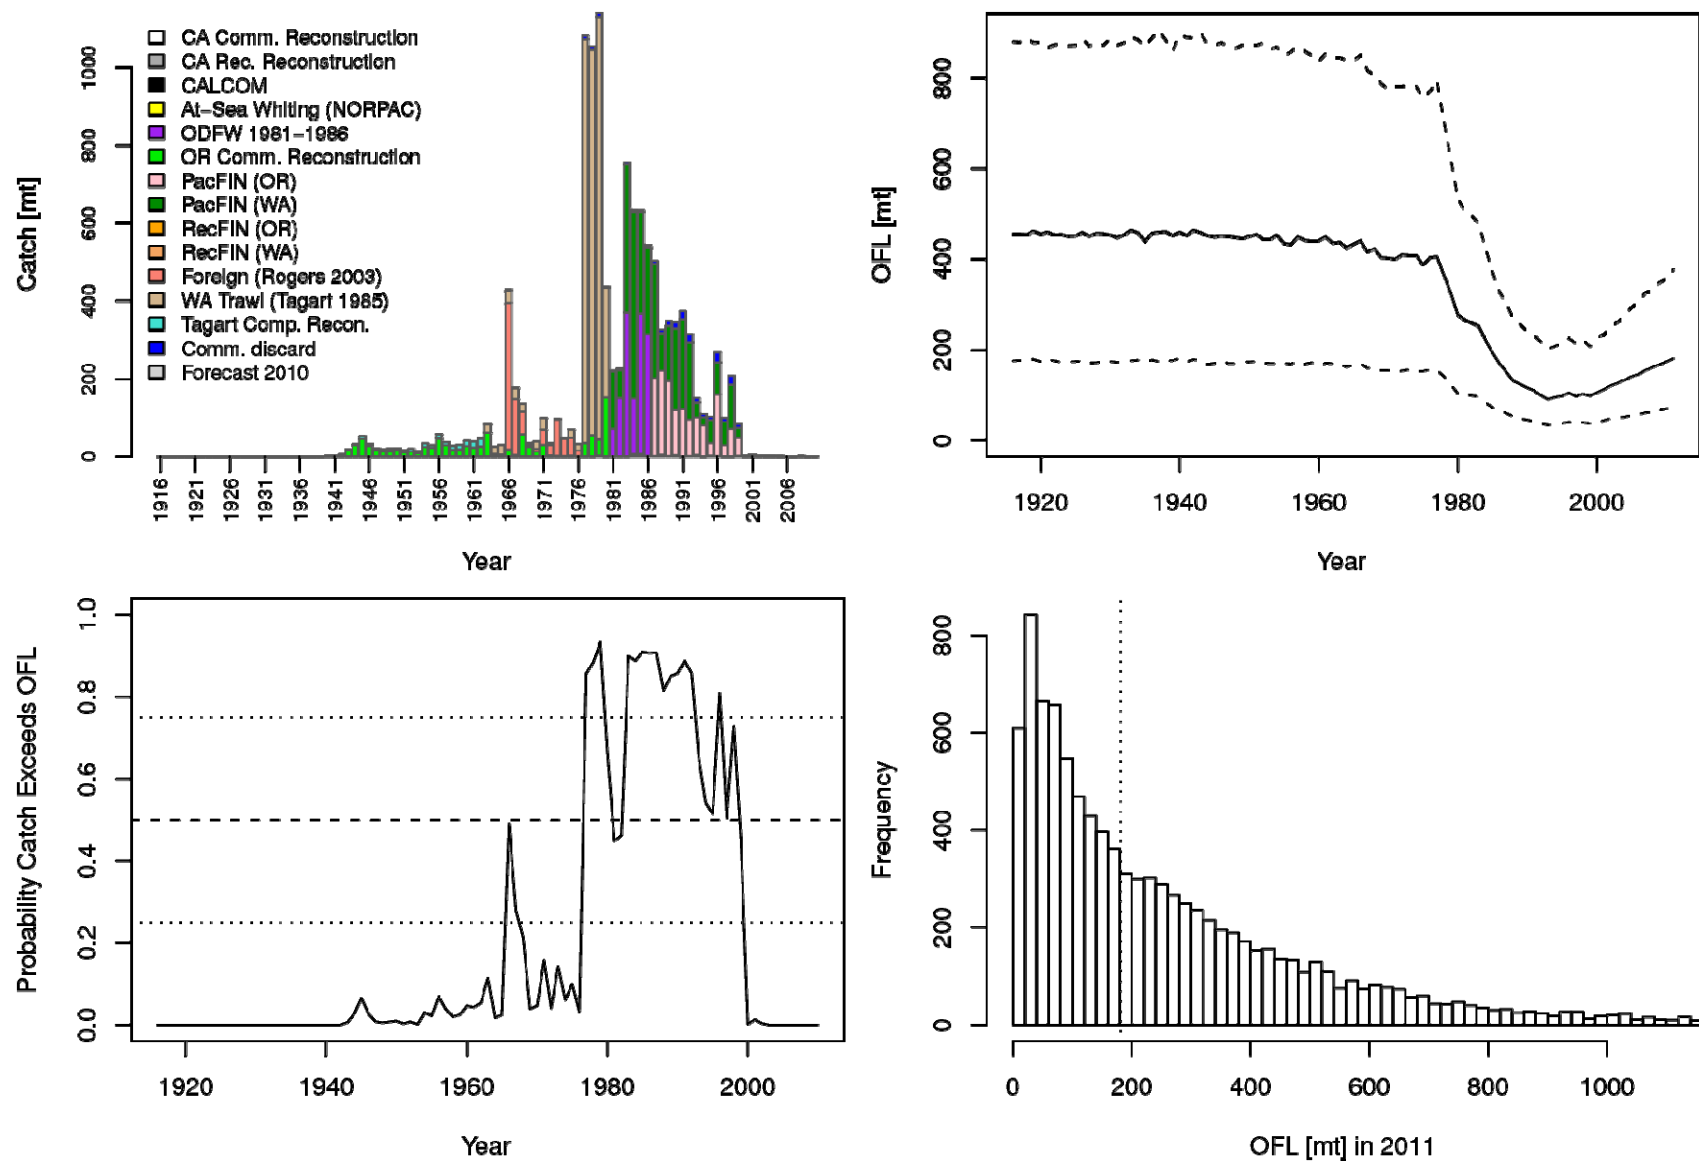 CA Comm. Reconstruction
CA Rec. Reconstruction
CALCOM
At-Sea Whiting (NORPAC)
ODFW 1981-1986
OR Comm. Reconstruction
PacFIN (OR)
PacFIN (WA)
RecFIN (OR)
RecFIN (WA)
Foreign (Rogers 2003)
WA Trawl (Tagart 1985)
Tagart Comp. Recon.
Comm. discard
Forecast 2010
Catch [mt]
0 200 400 600 800 1000
1916 1921 1926 1931 1936 1941 1946 1951 1956 1961 1966 1971 1976 1981 1986 1991 1996 2001 2006
Year
OFL [mt]
0 200 400 600 800
1920 1940 1960 1980 2000
Year
Probability Catch Exceeds OFL
0.0 0.2 0.4 0.6 0.8 1.0
1920 1940 1960 1980 2000
Year
Frequency
0 200 400 600 800
0 200 400 600 800 1000
OFL [mt] in 2011